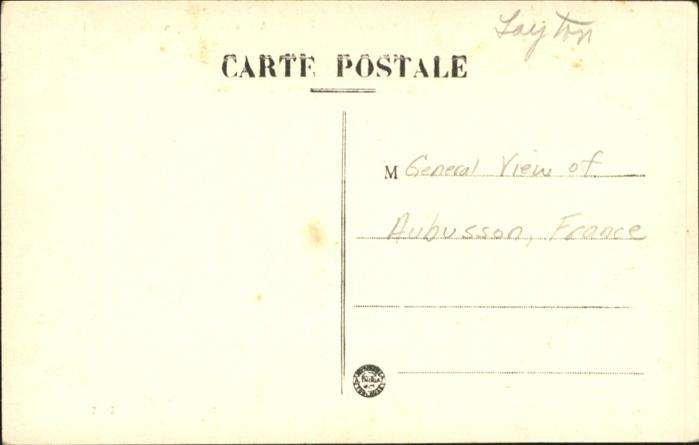 Layton
CARTE POSTALE
M General View of
Aubusson, France